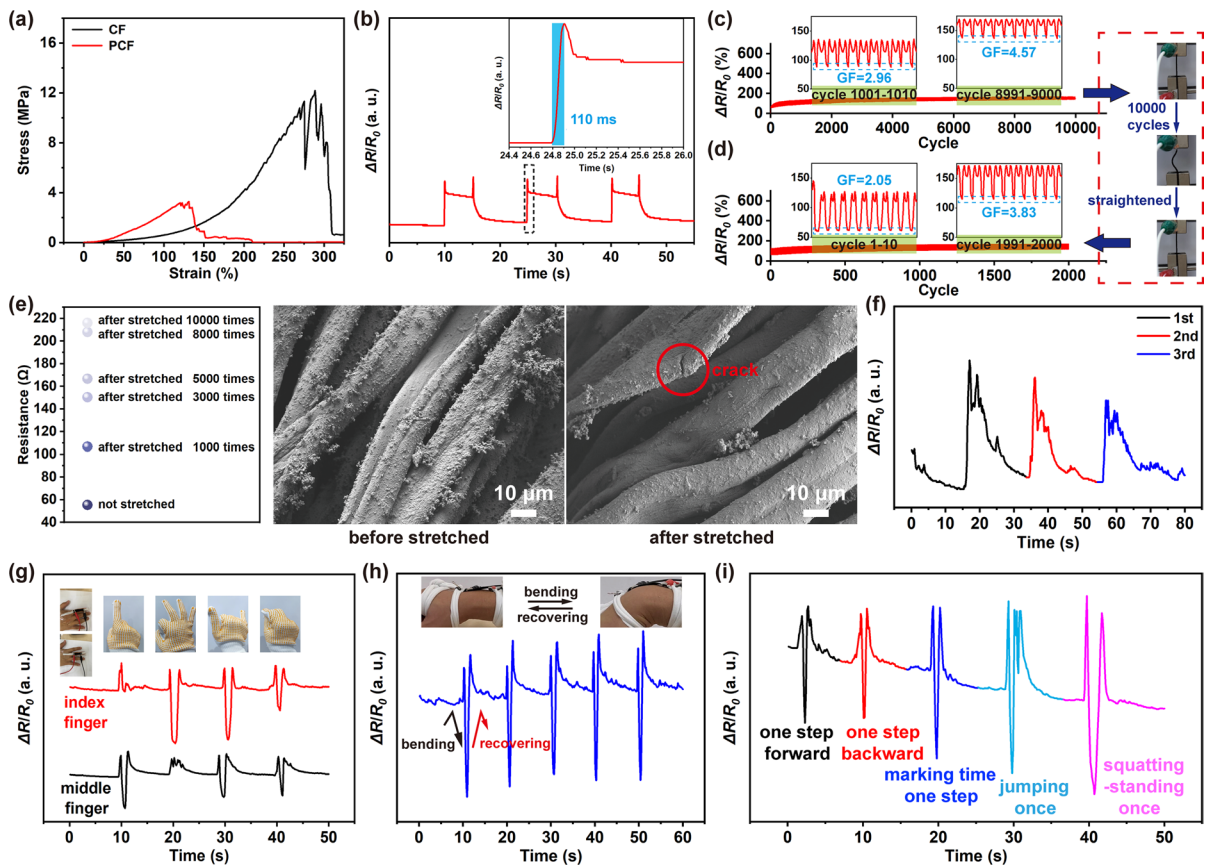 (a)
CF
PCF
Stress (MPa)
16
12
8
4
0
0 50 100 150 200 250 300
Strain (%)
(b)
ΔR/R0 (a. u.)
ΔR/R0 (a. u.)
110 ms
24.4 24.6 24.8 25.0 25.2 25.4 25.6 25.8 26.0
Time (s)
0 10 20 30 40 50
Time (s)
(c)
ΔR/R0 (%)
600
400
200
0
150
100
50
GF=2.96
cycle 1001-1010
150
100
50
GF=4.57
cycle 8991-9000
0 2000 4000 6000 8000 10000
Cycle
10000
cycles
straightened
(d)
ΔR/R0 (%)
600
400
200
0
150
100
50
GF=2.05
cycle 1-10
150
100
50
GF=3.83
cycle 1991-2000
0 500 1000 1500 2000
Cycle
(e)
Resistance (Ω)
220
200
180
160
140
120
100
80
60
40
after stretched 10000 times
after stretched 8000 times
after stretched 5000 times
after stretched 3000 times
after stretched 1000 times
not stretched
10 μm
before stretched
crack
10 μm
after stretched
(f)
1st
2nd
3rd
ΔR/R0 (a. u.)
0 10 20 30 40 50 60 70 80
Time (s)
(g)
ΔR/R0 (a. u.)
index
finger
middle
finger
0 10 20 30 40 50
Time (s)
(h)
bending
recovering
ΔR/R0 (a. u.)
bending
recovering
0 10 20 30 40 50 60
Time (s)
(i)
ΔR/R0 (a. u.)
one step
forward
one step
backward
marking time
one step
jumping
once
squatting
-standing
once
0 10 20 30 40 50
Time (s)